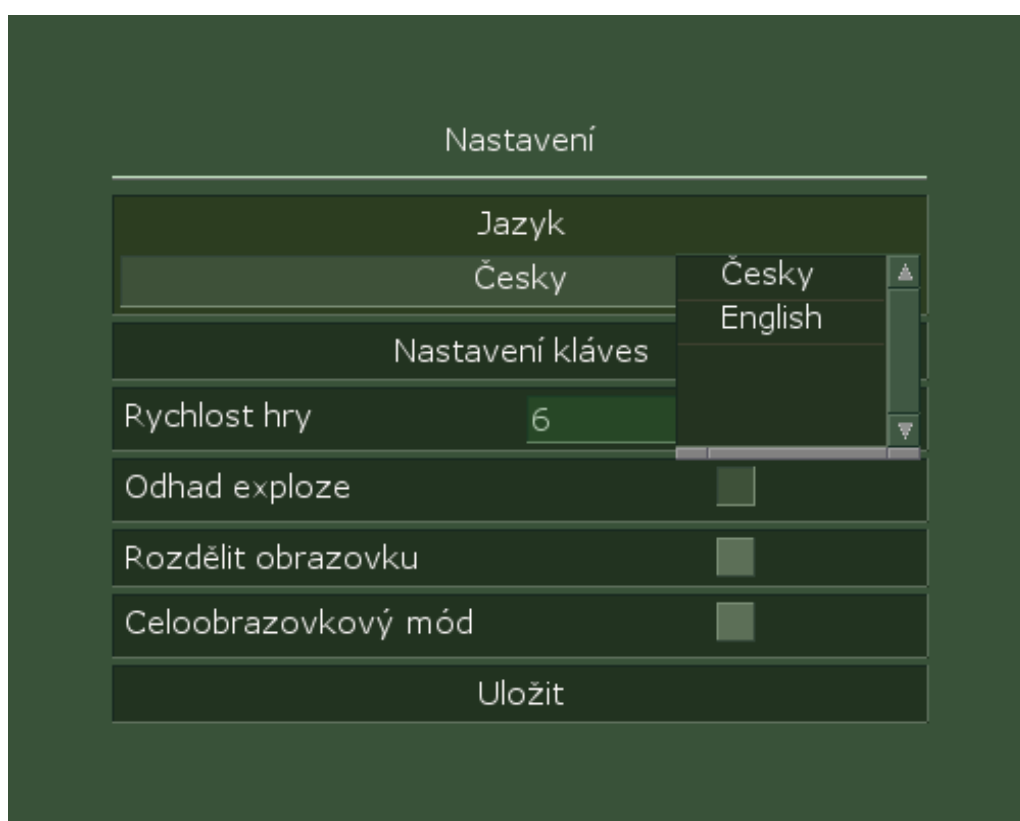 Nastavení
Jazyk
Česky
Česky
English
Nastavení kláves
Rychlost hry 6
Odhad exploze
Rozdělit obrazovku
Celoobrazovkový mód
Uložit